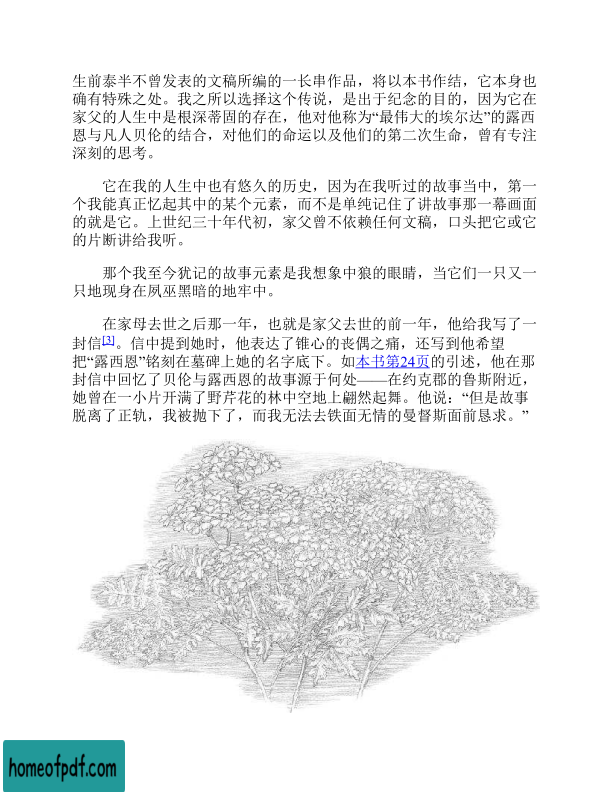 生前泰半不曾发表的文稿所编的一长串作品，将以本书作结，它本身也
确有特殊之处。我之所以选择这个传说，是出于纪念的目的，因为它在
家父的人生中是根深蒂固的存在，他对他称为“最伟大的埃尔达”的露西
恩与凡人贝伦的结合，对他们的命运以及他们的第二次生命，曾有专注
深刻的思考。
它在我的人生中也有悠久的历史，因为在我听过的故事当中，第一
个我能真正忆起其中的某个元素，而不是单纯记住了讲故事那一幕画面
的就是它。上世纪三十年代初，家父曾不依赖任何文稿，口头把它或它
的片断讲给我听。
那个我至今犹记的故事元素是我想象中狼的眼睛，当它们一只又一
只地现身在夙巫黑暗的地牢中。
在家母去世之后那一年，也就是家父去世的前一年，他给我写了一
封信[3]。信中提到她时，他表达了锥心的丧偶之痛，还写到他希望
把“露西恩”铭刻在墓碑上她的名字底下。如本书第24页的引述，他在那
封信中回忆了贝伦与露西恩的故事源于何处——在约克郡的鲁斯附近，
她曾在一小片开满了野芹花的林中空地上翩然起舞。他说：“但是故事
脱离了正轨，我被抛下了，而我无法去铁面无情的曼督斯面前恳求。”
homeofpdf.com